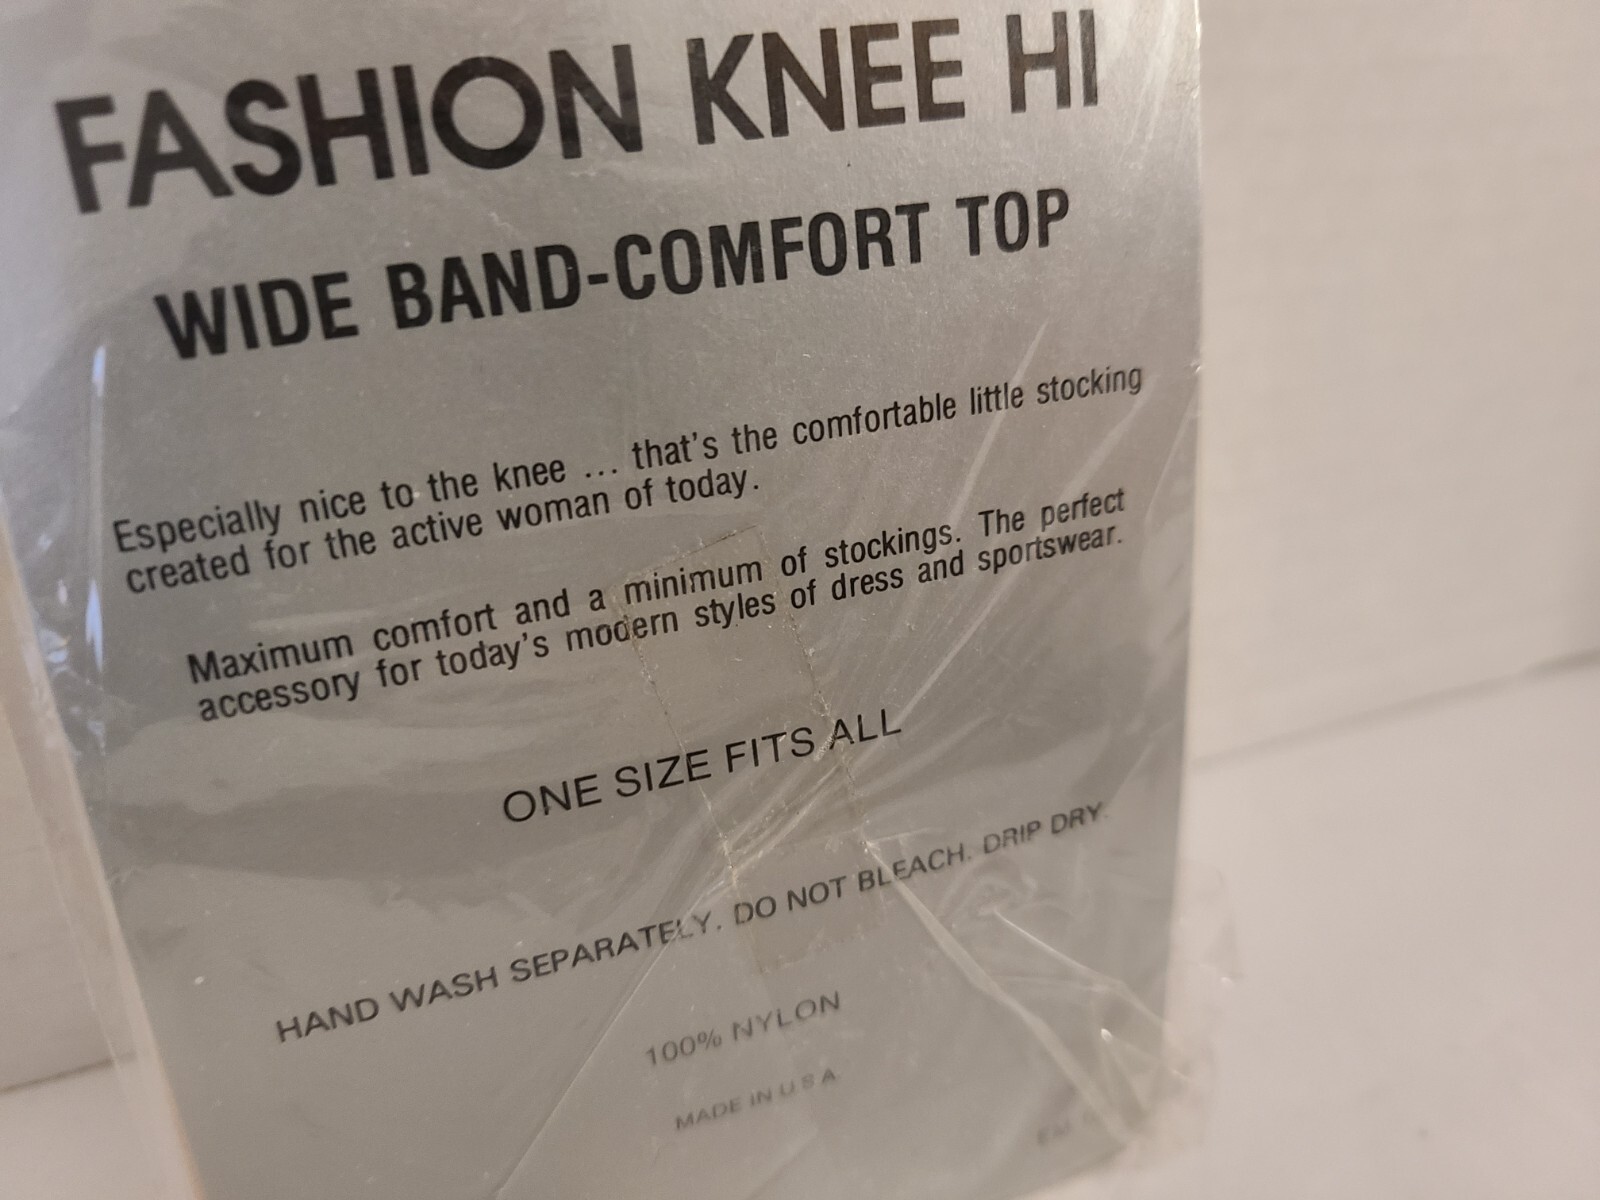 FASHION KNEE HI
WIDE BAND-COMFORT TOP
Especially nice to the knee ... that's the comfortable little stocking
created for the active woman of today.
Maximum comfort and a minimum of stockings. The perfect
accessory for today's modern styles of dress and sportswear.
ONE SIZE FITS ALL
HAND WASH SEPARATELY. DO NOT BLEACH. DRIP DRY.
100% NYLON
MADE IN U S A